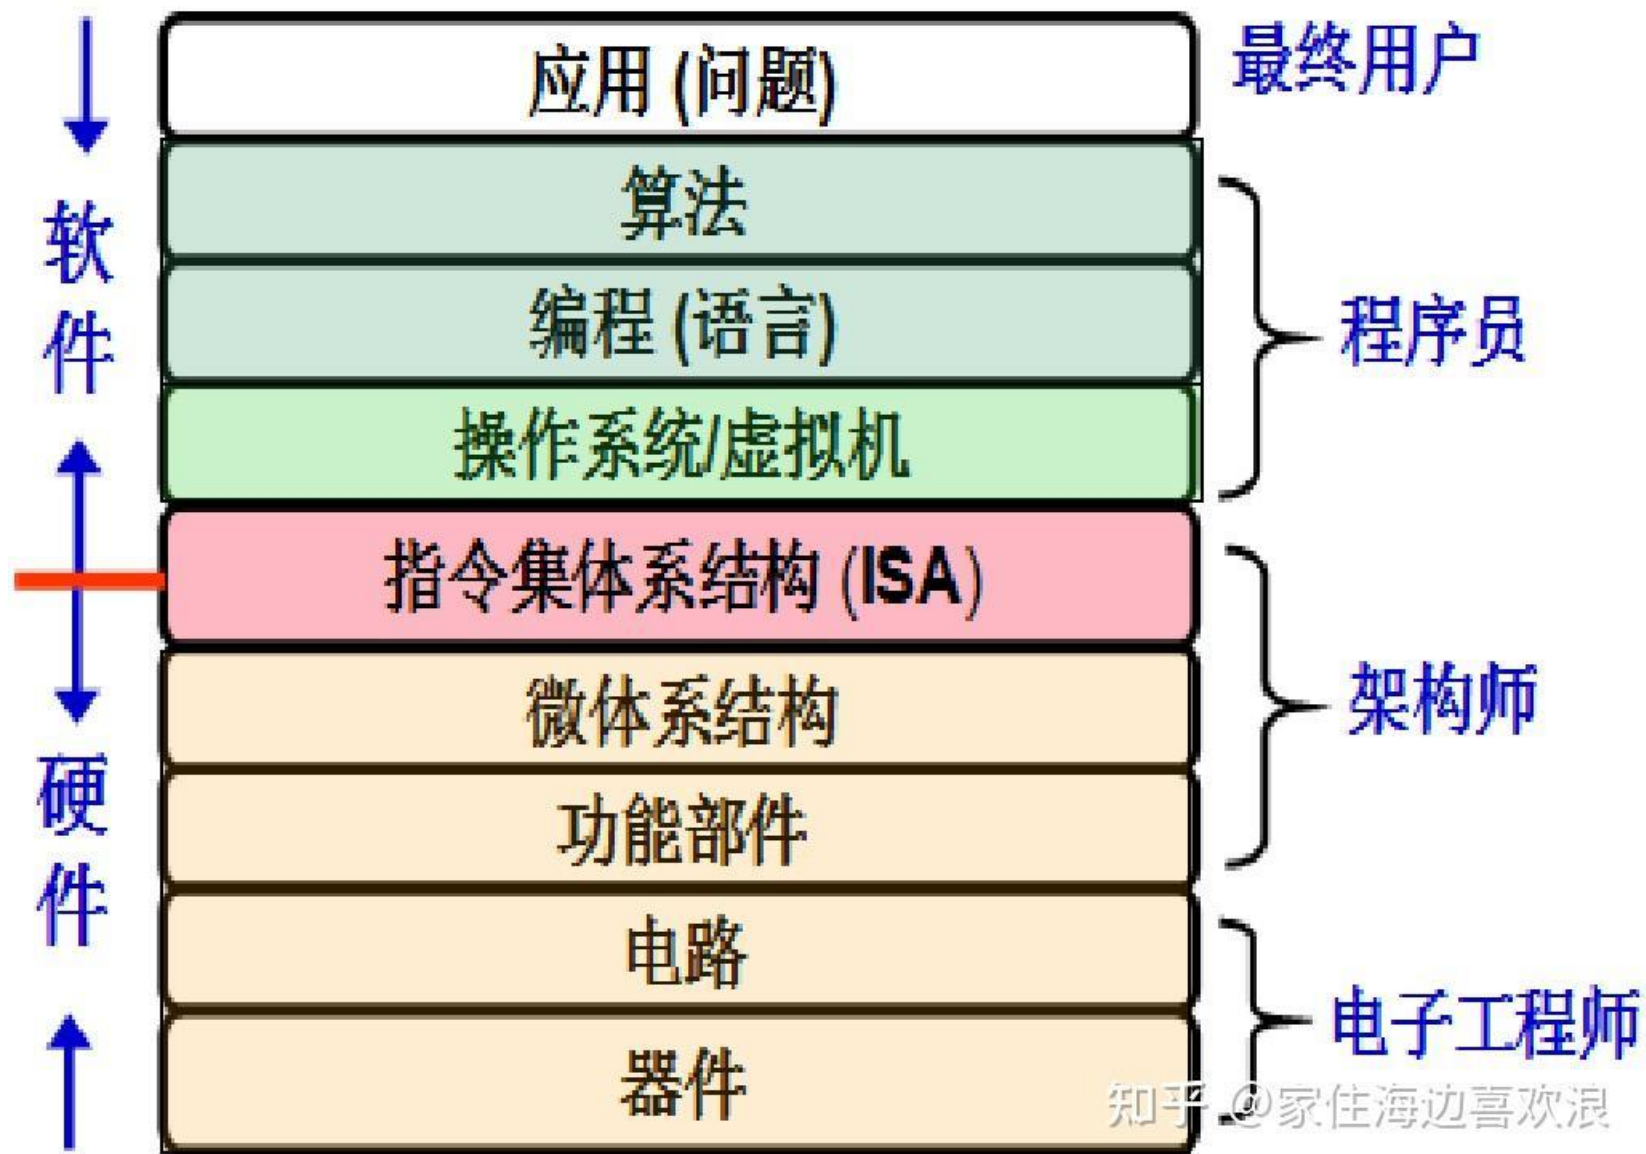 应用 (问题)
最终用户
算法
编程 (语言)
操作系统/虚拟机
程序员
软件
指令集体系结构 (ISA)
微体系结构
功能部件
架构师
硬件
电路
器件
电子工程师
知乎 @家住海边喜欢浪